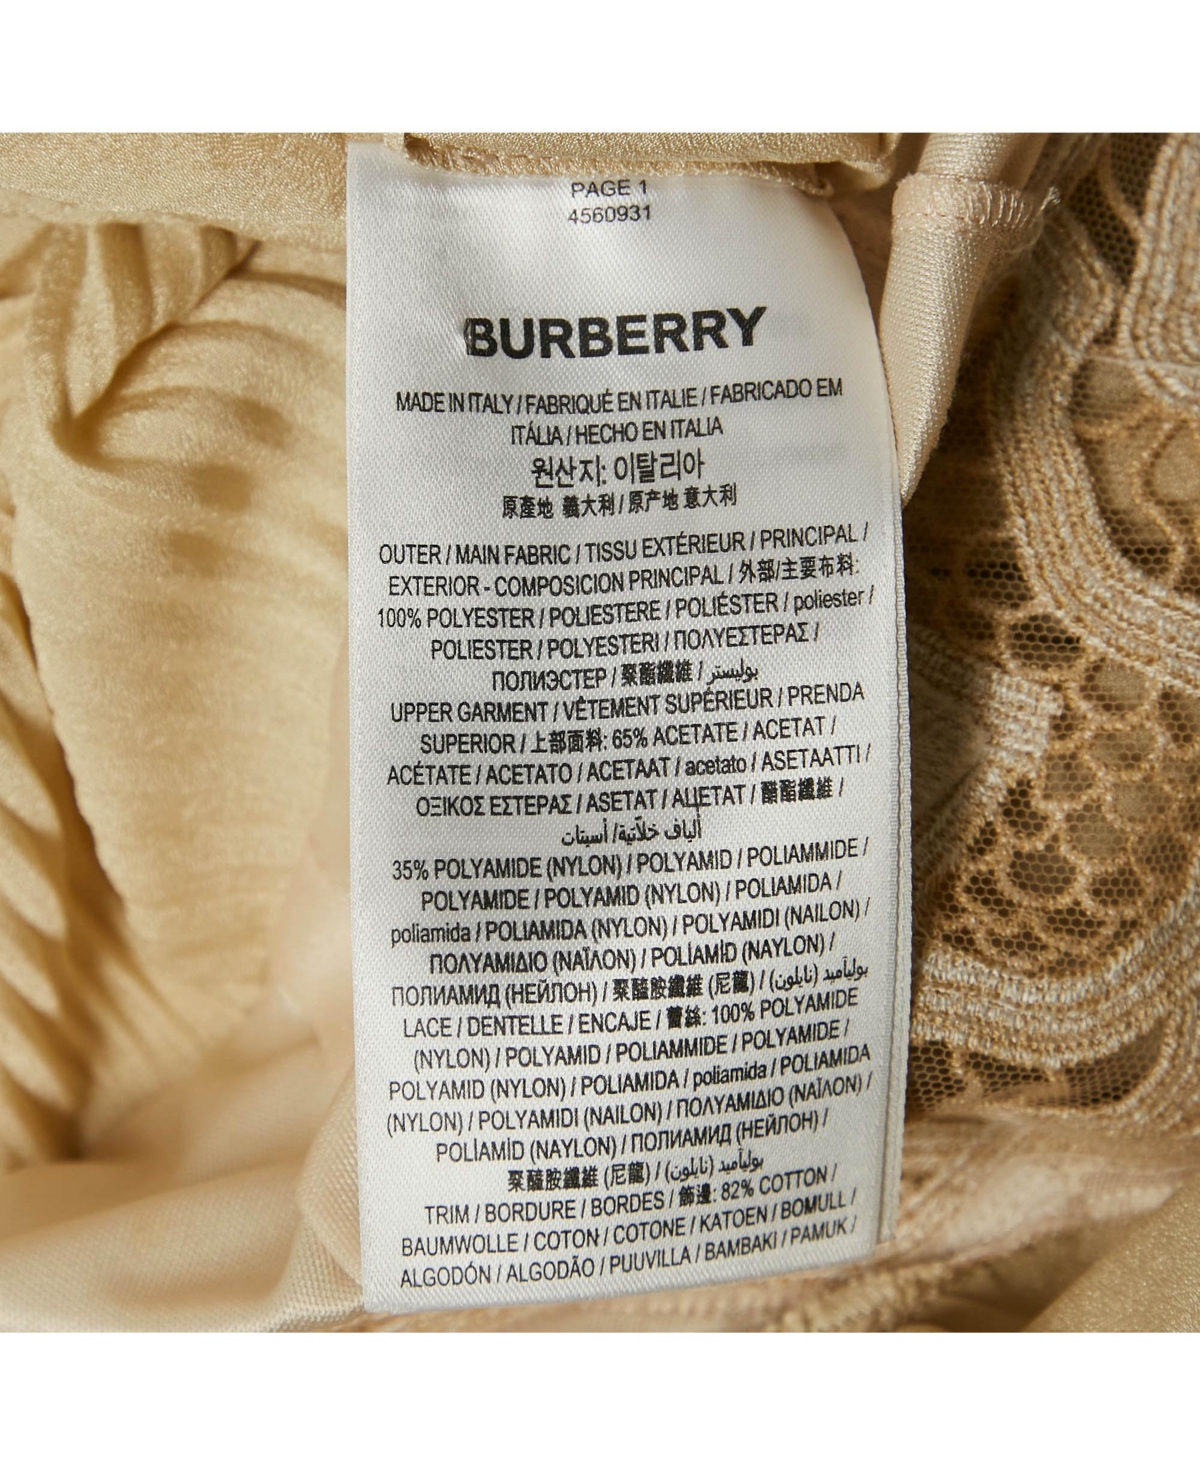 PAGE 1
4560931
BURBERRY
MADE IN ITALY / FABRIQUÉ EN ITALIE / FABRICADO EM
ITÁLIA / HECHO EN ITALIA
원산지: 이탈리아
原產地 義大利 / 原产地 意大利
OUTER / MAIN FABRIC / TISSU EXTÉRIEUR / PRINCIPAL /
EXTERIOR - COMPOSICION PRINCIPAL / 外部/主要布料:
100% POLYESTER / POLIESTERE / POLIÉSTER / poliester /
POLIESTER / POLYESTERI / ΠΟΛΥΕΣΤΕΡΑΣ /
ПОЛИЭСТЕР / 聚酯纖維 / بوليستر
UPPER GARMENT / VÊTEMENT SUPÉRIEUR / PRENDA
SUPERIOR / 上部面料: 65% ACETATE / ACETAT /
ACÉTATE / ACETATO / ACETAAT / acetato / ASETAATTI /
ΟΞΙΚΟΣ ΕΣΤΕΡΑΣ / ASETAT / АЦЕТАТ / 醋酯纖維 /
ألياف خلّاتية/ أسيتات
35% POLYAMIDE (NYLON) / POLYAMID / POLIAMMIDE /
POLYAMIDE / POLYAMID (NYLON) / POLIAMIDA /
poliamida / POLIAMIDA (NYLON) / POLYAMIDI (NAILON) /
ΠΟΛΥΑΜΙΔΙΟ (ΝΑΪΛΟΝ) / POLİAMİD (NAYLON) /
ПОЛИАМИД (НЕЙЛОН) / 聚醯胺纖維 (尼龍) / بوليآميد (نايلون)
LACE / DENTELLE / ENCAJE / 蕾絲: 100% POLYAMIDE
(NYLON) / POLYAMID / POLIAMMIDE / POLYAMIDE /
POLYAMID (NYLON) / POLIAMIDA / poliamida / POLIAMIDA
(NYLON) / POLYAMIDI (NAILON) / ΠΟΛΥΑΜΙΔΙΟ (ΝΑΪΛΟΝ) /
POLİAMİD (NAYLON) / ПОЛИАМИД (НЕЙЛОН) /
聚醯胺纖維 (尼龍) / بوليآميد (نايلون)
TRIM / BORDURE / BORDES / 飾邊: 82% COTTON /
BAUMWOLLE / COTON / COTONE / KATOEN / BOMULL /
ALGODÓN / ALGODÃO / PUUVILLA / ΒΑΜΒΑΚΙ / PAMUK /